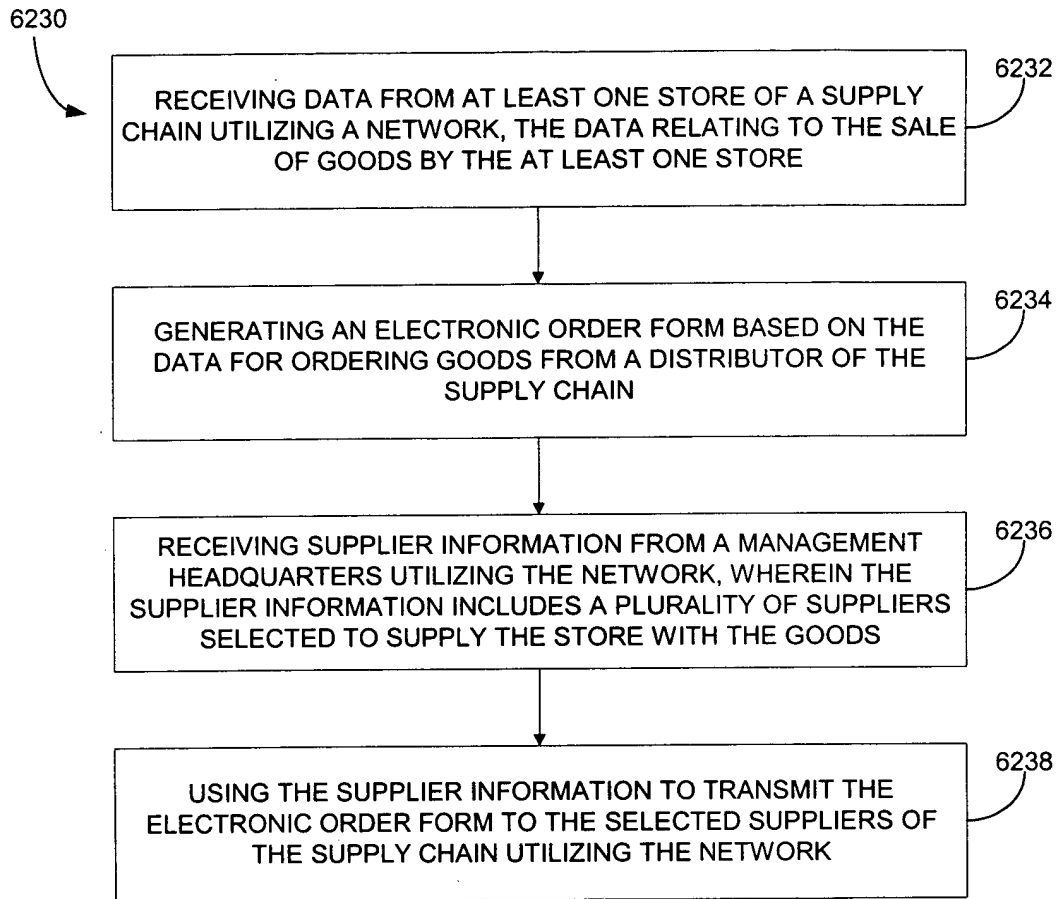 6230
6232
RECEIVING DATA FROM AT LEAST ONE STORE OF A SUPPLY
CHAIN UTILIZING A NETWORK, THE DATA RELATING TO THE SALE
OF GOODS BY THE AT LEAST ONE STORE
6234
GENERATING AN ELECTRONIC ORDER FORM BASED ON THE
DATA FOR ORDERING GOODS FROM A DISTRIBUTOR OF THE
SUPPLY CHAIN
6236
RECEIVING SUPPLIER INFORMATION FROM A MANAGEMENT
HEADQUARTERS UTILIZING THE NETWORK, WHEREIN THE
SUPPLIER INFORMATION INCLUDES A PLURALITY OF SUPPLIERS
SELECTED TO SUPPLY THE STORE WITH THE GOODS
6238
USING THE SUPPLIER INFORMATION TO TRANSMIT THE
ELECTRONIC ORDER FORM TO THE SELECTED SUPPLIERS OF
THE SUPPLY CHAIN UTILIZING THE NETWORK